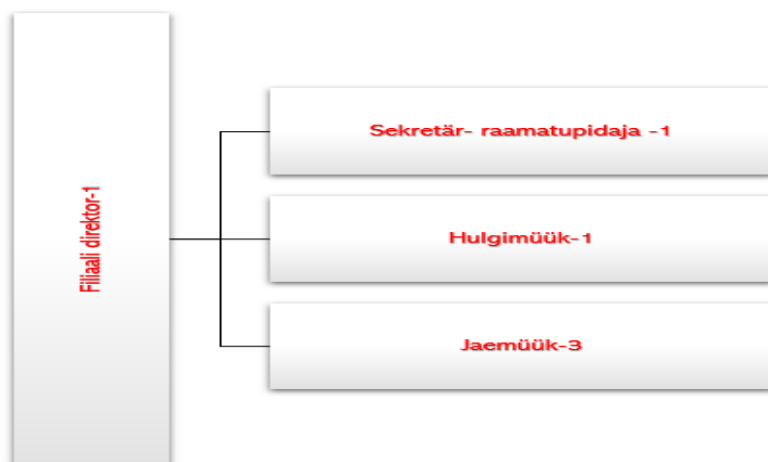 Filiaali direktor-1
Sekretär- raamatupidaja -1
Hulgimüük-1
Jaemüük-3